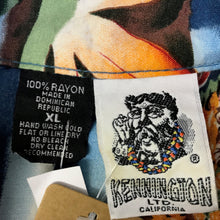 100% RAYON
MADE IN
DOMINICAN
REPUBLIC
XL
HAND WASH COLD
FLAT OR LINE DRY
NO BLEACH
DRY CLEAN
RECOMMENDED
®
KENNINGTON
LTD.
CALIFORNIA